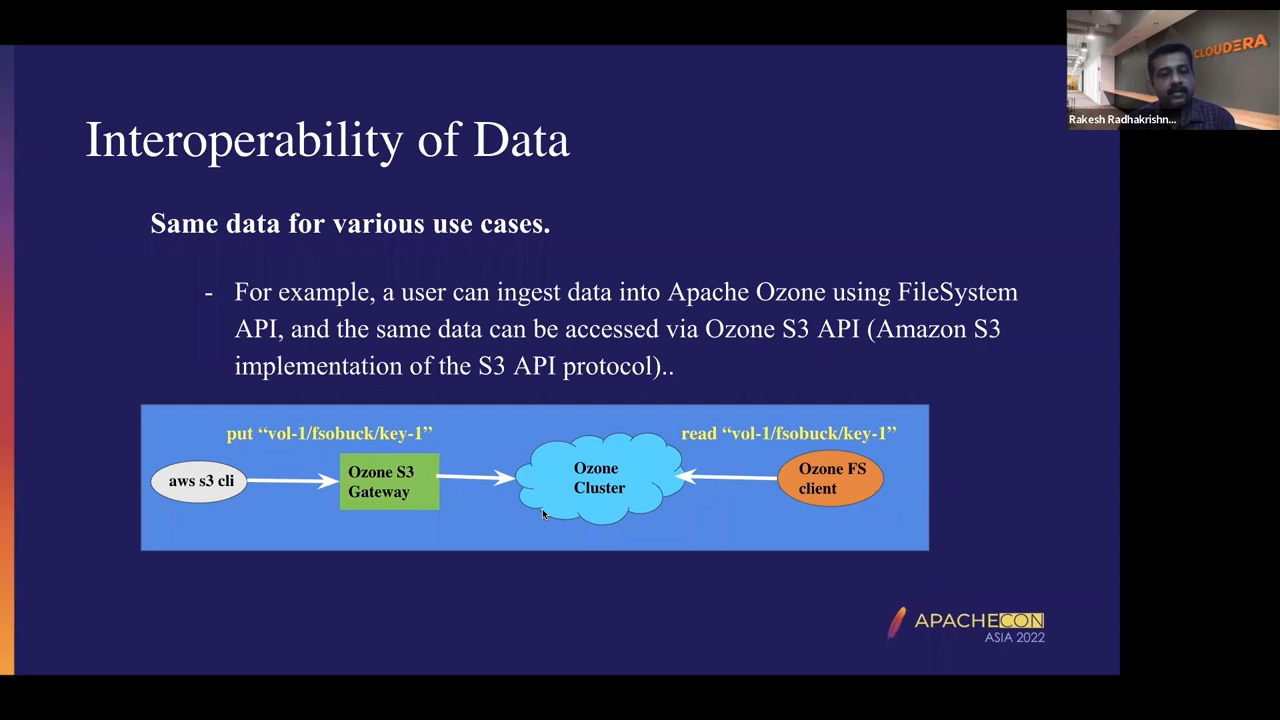 CLOUDERA
Rakesh Radhakrishn...
Interoperability of Data
Same data for various use cases.
- For example, a user can ingest data into Apache Ozone using FileSystem
API, and the same data can be accessed via Ozone S3 API (Amazon S3
implementation of the S3 API protocol)..
put “vol-1/fsobuck/key-1”
read “vol-1/fsobuck/key-1”
aws s3 cli
Ozone S3
Gateway
Ozone
Cluster
Ozone FS
client
APACHECON
ASIA 2022